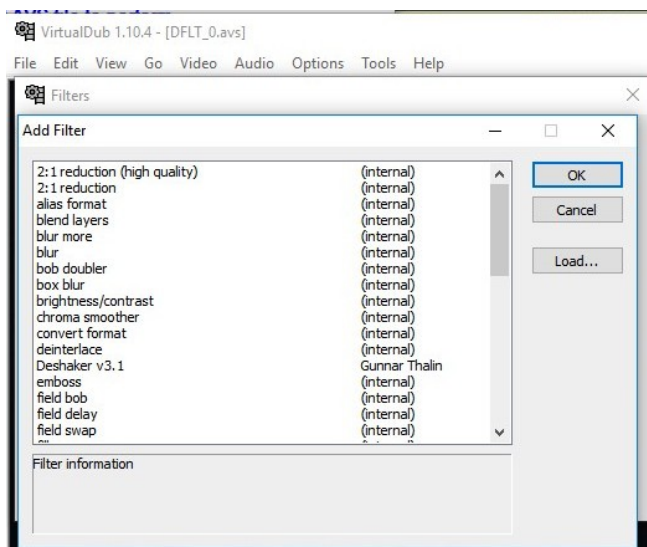 VirtualDub 1.10.4 - [DFLT_0.avs]
File Edit View Go Video Audio Options Tools Help
Filters
Add Filter
2:1 reduction (high quality) (internal)
2:1 reduction (internal)
alias format (internal)
blend layers (internal)
blur more (internal)
blur (internal)
bob doubler (internal)
box blur (internal)
brightness/contrast (internal)
chroma smoother (internal)
convert format (internal)
deinterlace (internal)
Deshaker v3.1 Gunnar Thalin
emboss (internal)
field bob (internal)
field delay (internal)
field swap (internal)
OK
Cancel
Load...
Filter information